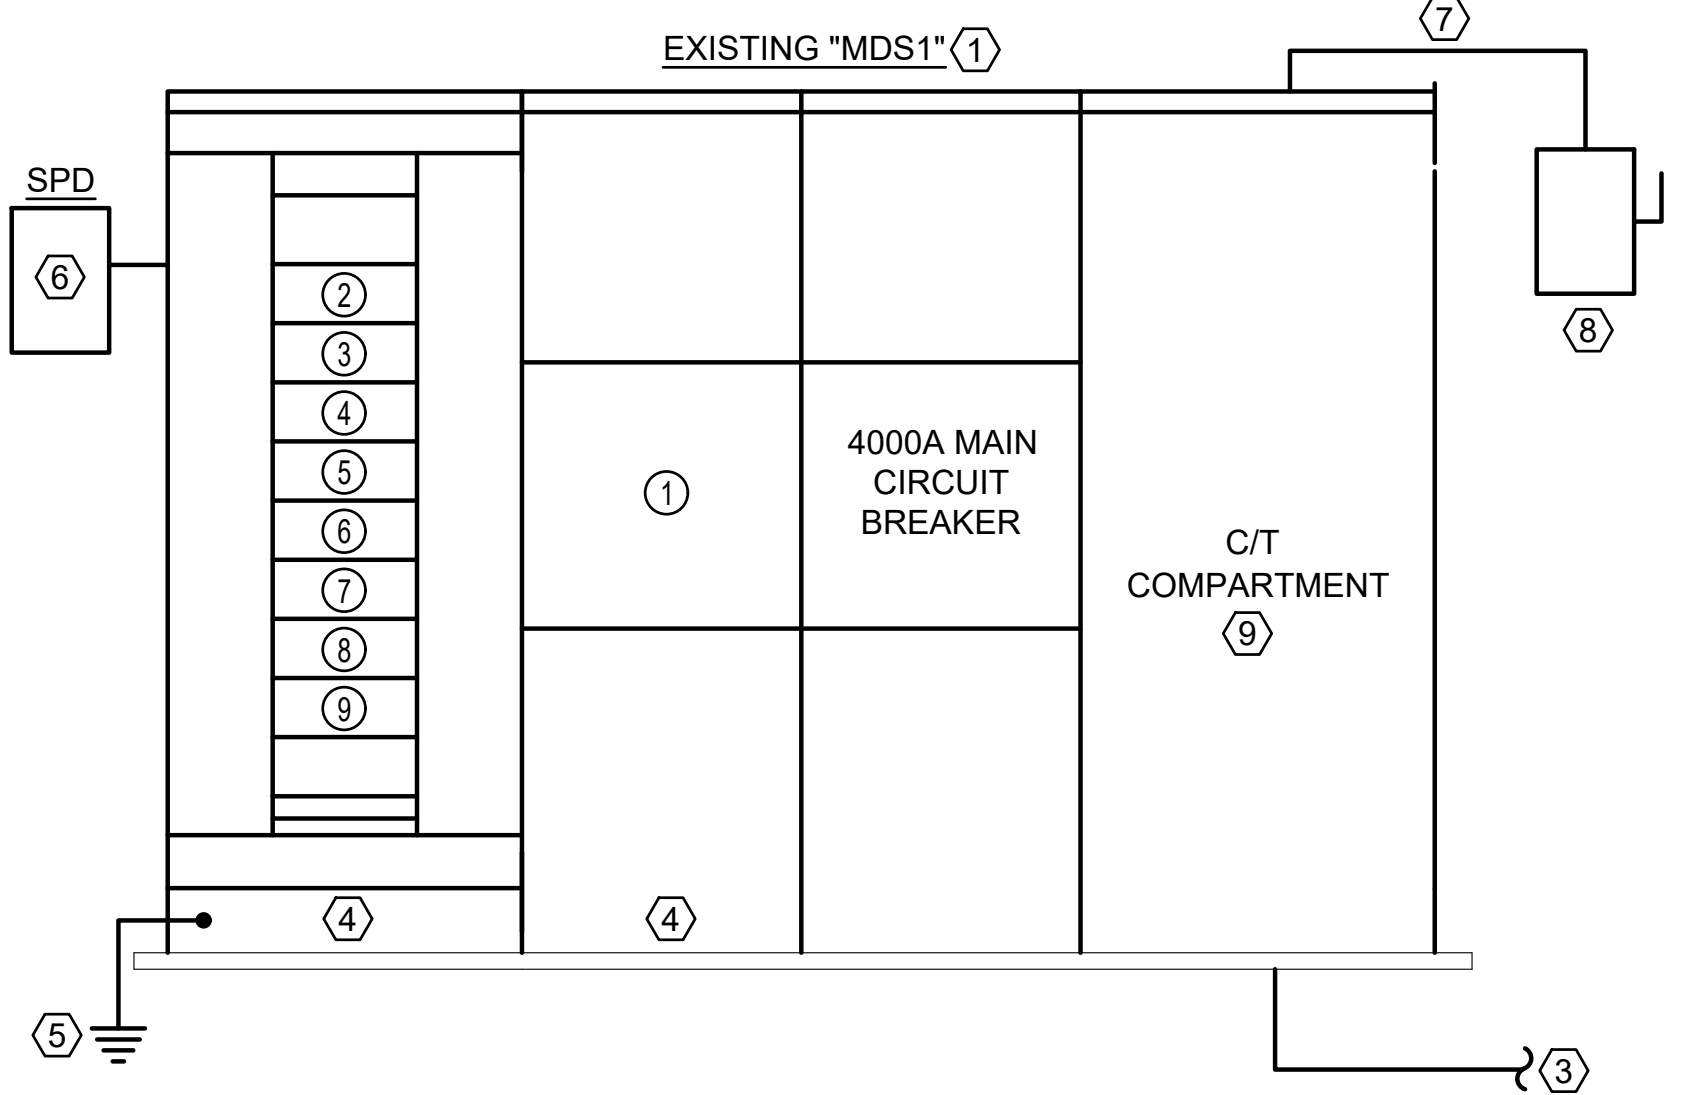 7
EXISTING "MDS1" 1
SPD
6
2
3
4
5
6
7
8
9
1
4000A MAIN
CIRCUIT
BREAKER
C/T
COMPARTMENT
9
8
4
4
5
3